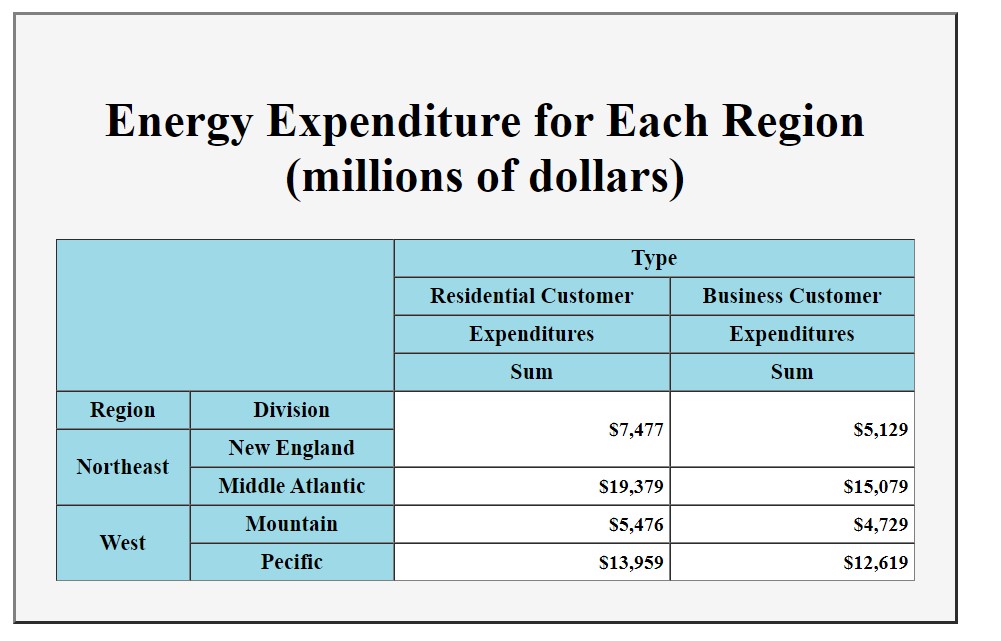 Energy Expenditure for Each Region
(millions of dollars)
Type
Residential Customer Business Customer
Expenditures Expenditures
Sum Sum
Region Division $7,477 $5,129
New England
Northeast
Middle Atlantic $19,379 $15,079
Mountain $5,476 $4,729
West
Pecific $13,959 $12,619